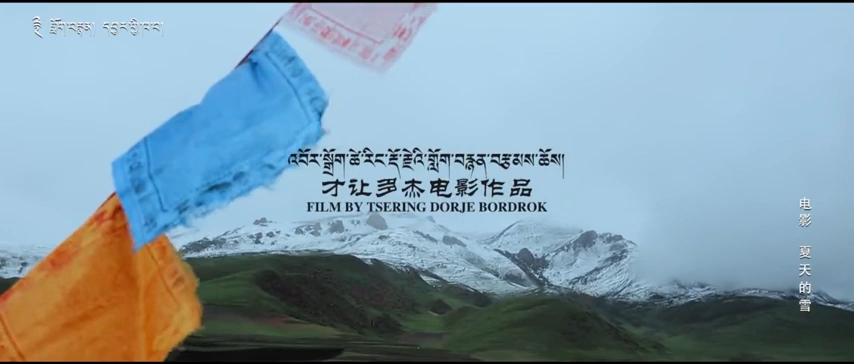 འབོར་སྒྲོག་ཚེ་རིང་རྡོ་རྗེའི་གློག་བརྙན་བརྩམས་ཆོས།
才让多杰电影作品
FILM BY TSERING DORJE BORDROK
电影 夏天的雪